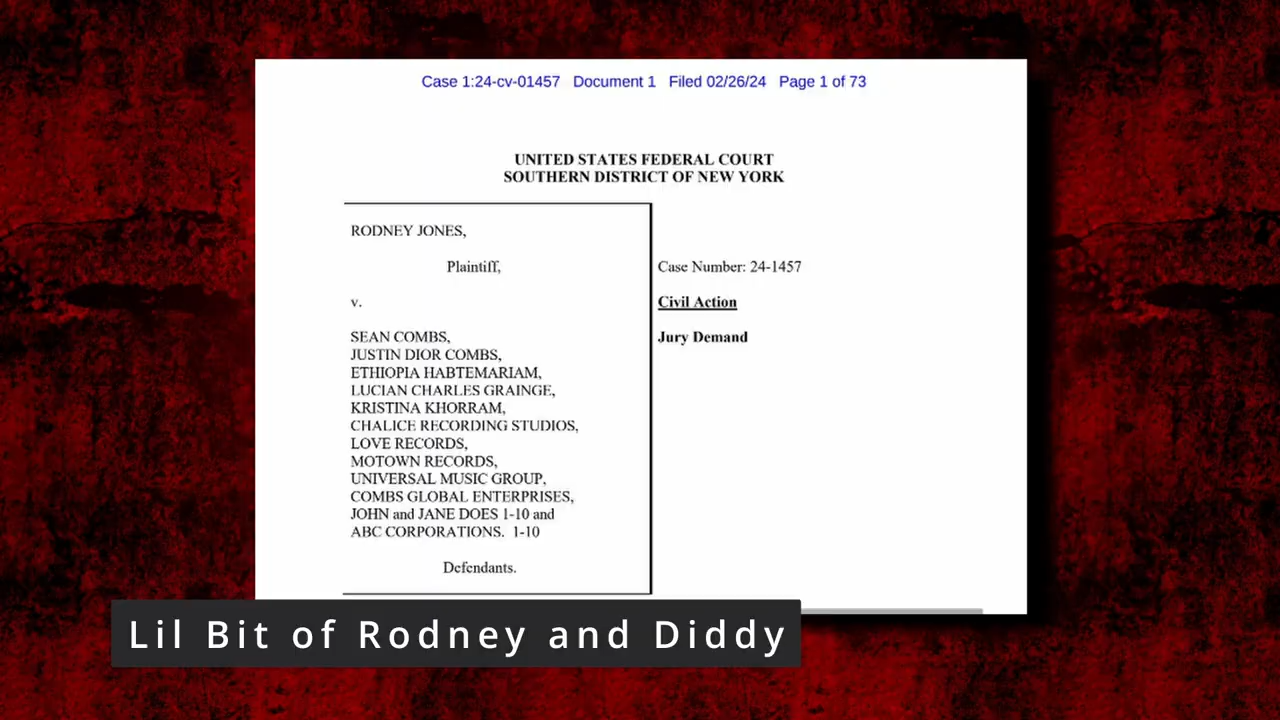 Case 1:24-cv-01457 Document 1 Filed 02/26/24 Page 1 of 73
UNITED STATES FEDERAL COURT
SOUTHERN DISTRICT OF NEW YORK
RODNEY JONES,
Plaintiff,
v.
SEAN COMBS,
JUSTIN DIOR COMBS,
ETHIOPIA HABTEMARIAM,
LUCIAN CHARLES GRAINGE,
KRISTINA KHORRAM,
CHALICE RECORDING STUDIOS,
LOVE RECORDS,
MOTOWN RECORDS,
UNIVERSAL MUSIC GROUP,
COMBS GLOBAL ENTERPRISES,
JOHN and JANE DOES 1-10 and
ABC CORPORATIONS. 1-10
Defendants.
Case Number: 24-1457
Civil Action
Jury Demand
Lil Bit of Rodney and Diddy